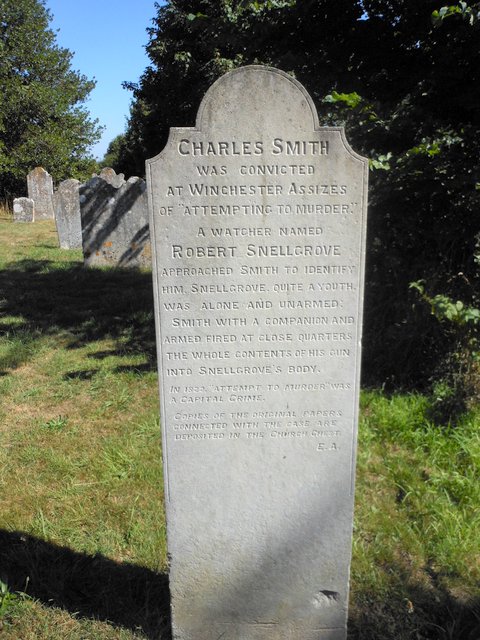 CHARLES SMITH
WAS CONVICTED
AT WINCHESTER ASSIZES
OF "ATTEMPTING TO MURDER."
A WATCHER NAMED
ROBERT SNELLGROVE
APPROACHED SMITH TO IDENTIFY
HIM. SNELLGROVE, QUITE A YOUTH,
WAS ALONE AND UNARMED.
SMITH WITH A COMPANION AND
ARMED FIRED AT CLOSE QUARTERS
THE WHOLE CONTENTS OF HIS GUN
INTO SNELLGROVE'S BODY.
IN 1822, "ATTEMPT TO MURDER" WAS
A CAPITAL CRIME.
COPIES OF THE ORIGINAL PAPERS
CONNECTED WITH THE CASE ARE
DEPOSITED IN THE CHURCH CHEST.
E.A.